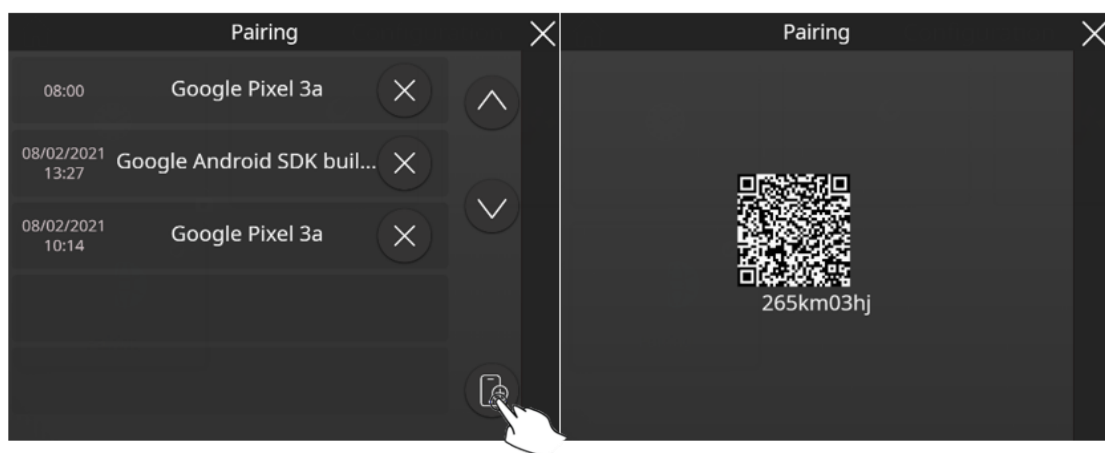 Pairing
08:00 Google Pixel 3a
08/02/2021
13:27
Google Android SDK buil...
08/02/2021
10:14
Google Pixel 3a
Pairing
265km03hj